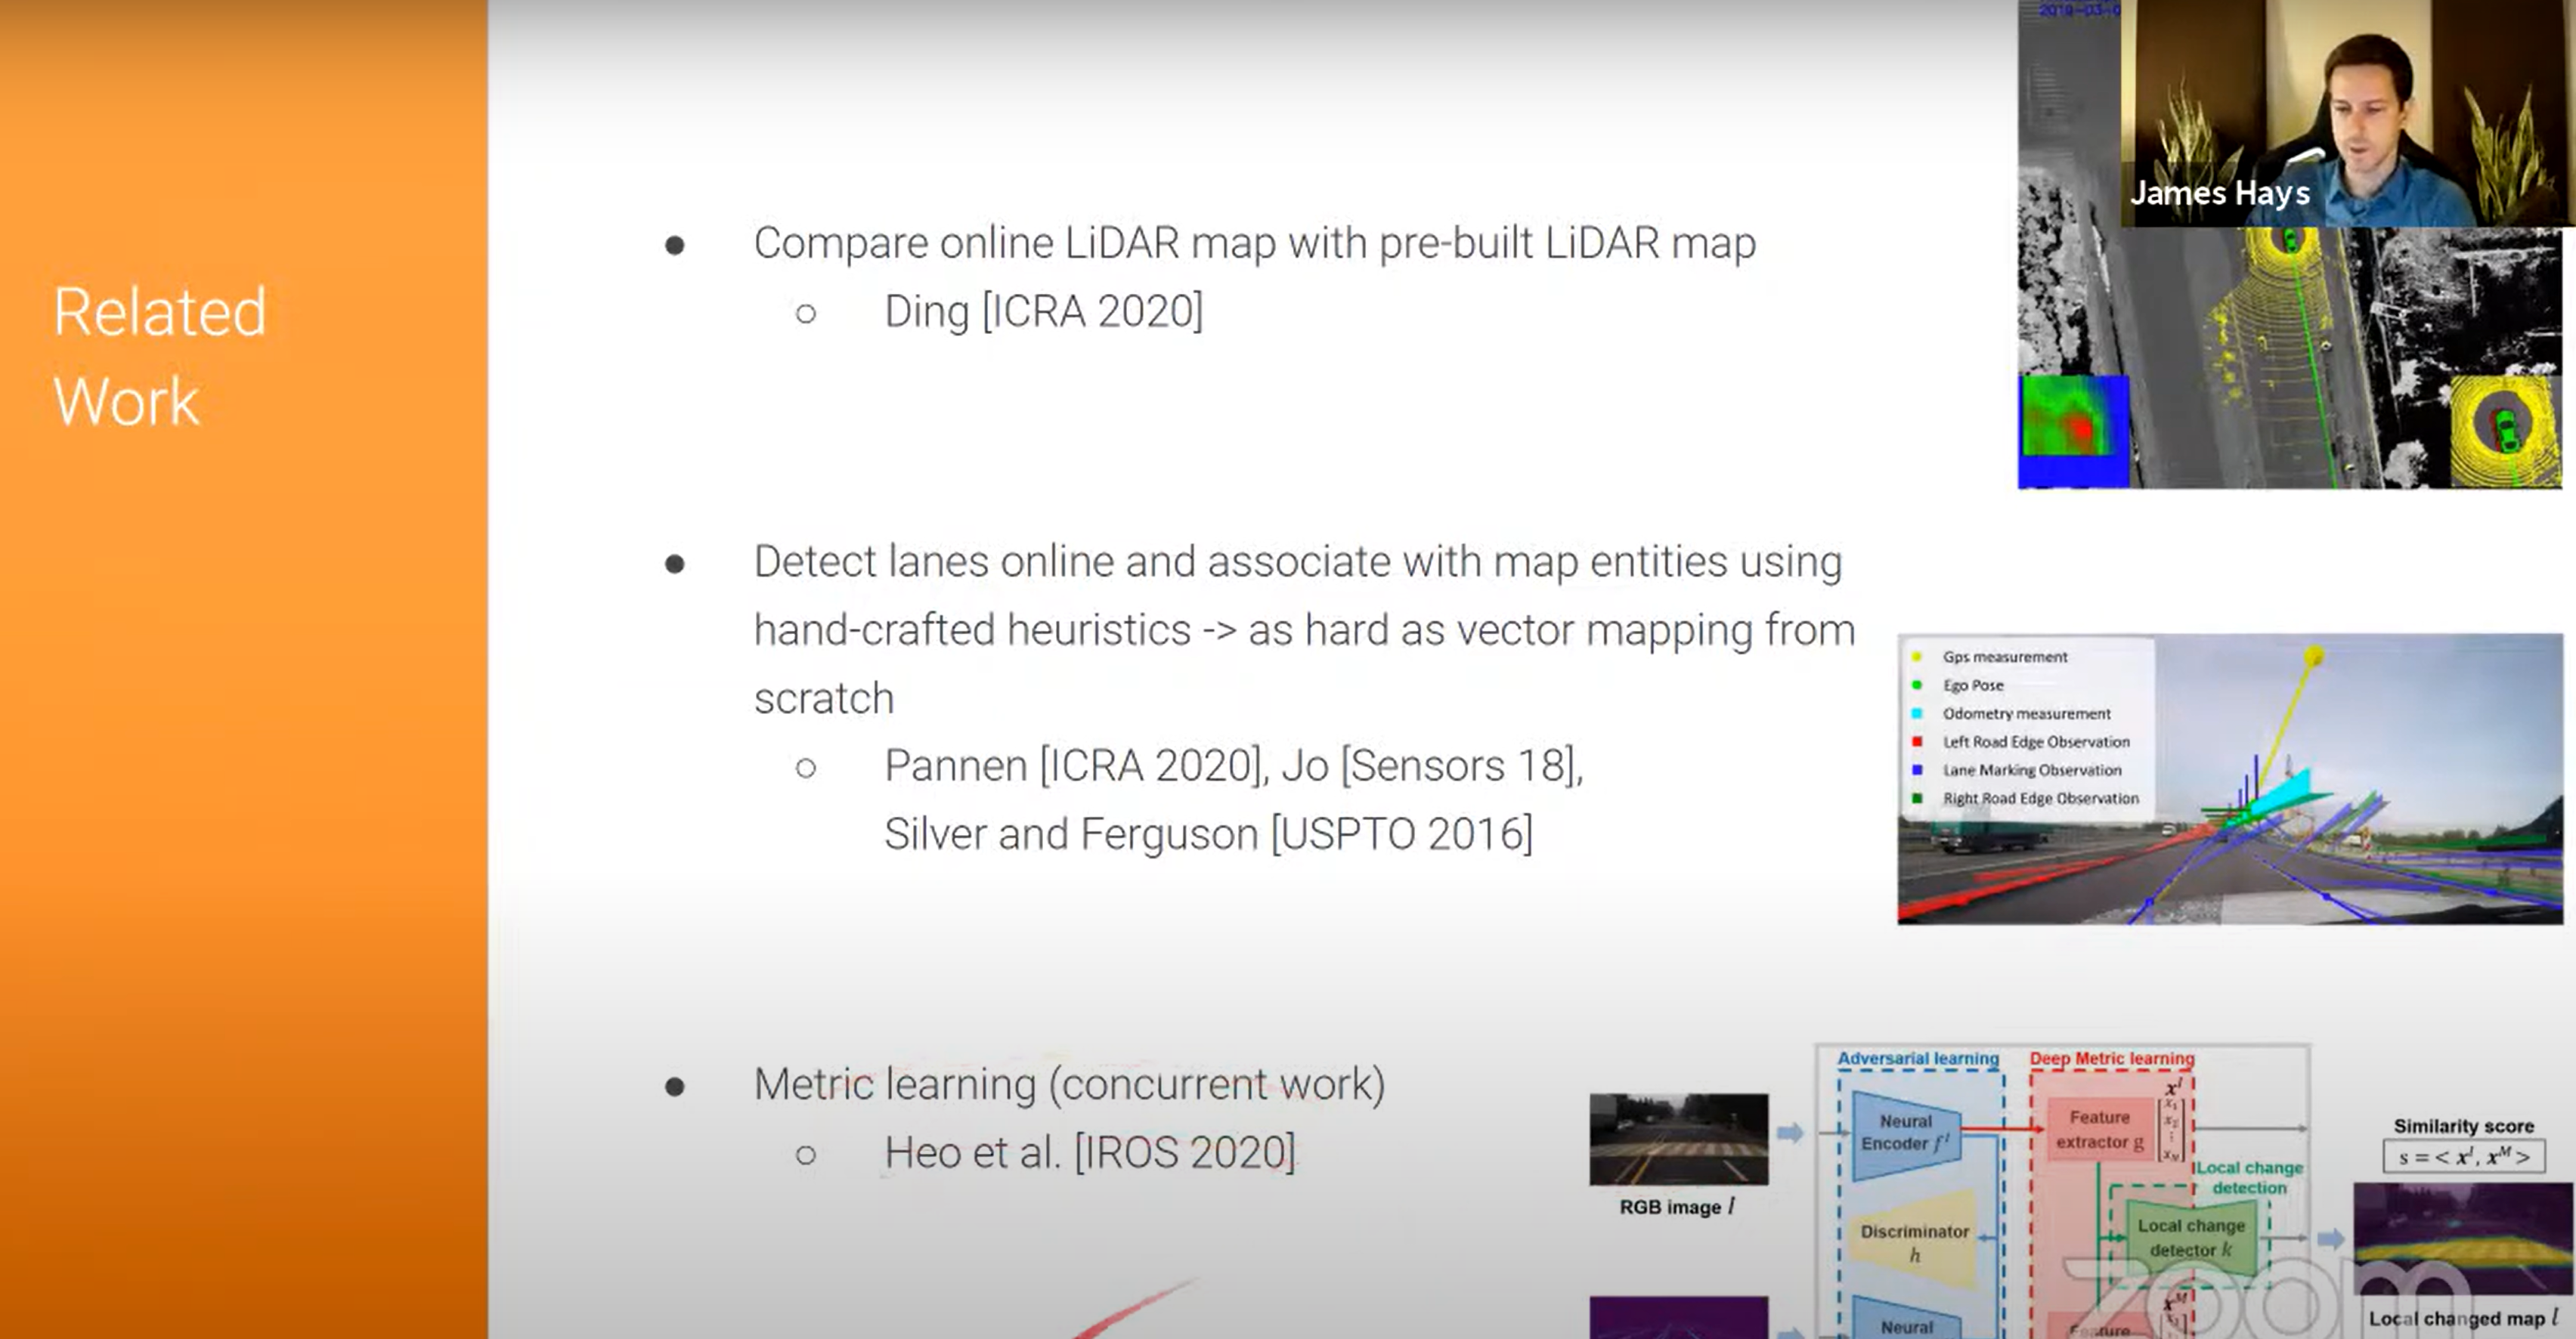 Related
Work
● Compare online LiDAR map with pre-built LiDAR map
○ Ding [ICRA 2020]
● Detect lanes online and associate with map entities using
hand-crafted heuristics -> as hard as vector mapping from
scratch
○ Pannen [ICRA 2020], Jo [Sensors 18],
Silver and Ferguson [USPTO 2016]
● Metric learning (concurrent work)
○ Heo et al. [IROS 2020]
James Hays
Gps measurement
Ego Pose
Odometry measurement
Left Road Edge Observation
Lane Marking Observation
Right Road Edge Observation
Adversarial learning
Deep Metric learning
RGB image I
Neural
Encoder f^I
Discriminator
h
Neural
x^I
Feature
extractor g
Local change
detection
Local change
detector k
x^M
Feature
Similarity score
s = < x^I, x^M >
Local changed map l
zoom